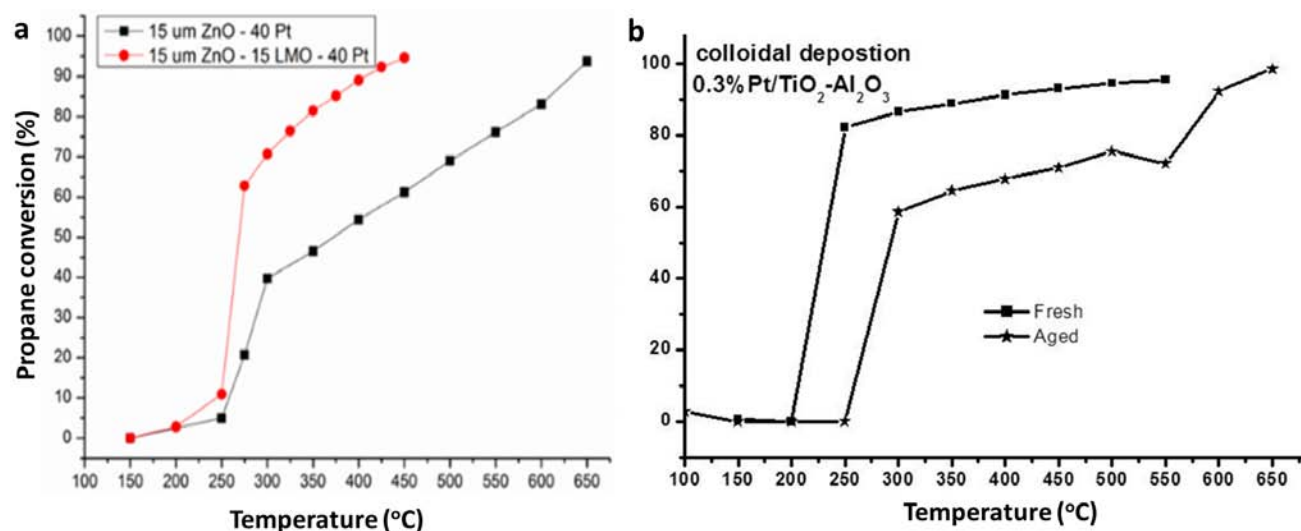 a
15 um ZnO - 40 Pt
15 um ZnO - 15 LMO - 40 Pt
Propane conversion (%)
100
90
80
70
60
50
40
30
20
10
0
100 150 200 250 300 350 400 450 500 550 600 650
Temperature (°C)
b
colloidal depostion
0.3%Pt/TiO₂-Al₂O₃
100
80
60
40
20
0
Fresh
Aged
100 150 200 250 300 350 400 450 500 550 600 650
Temperature (°C)